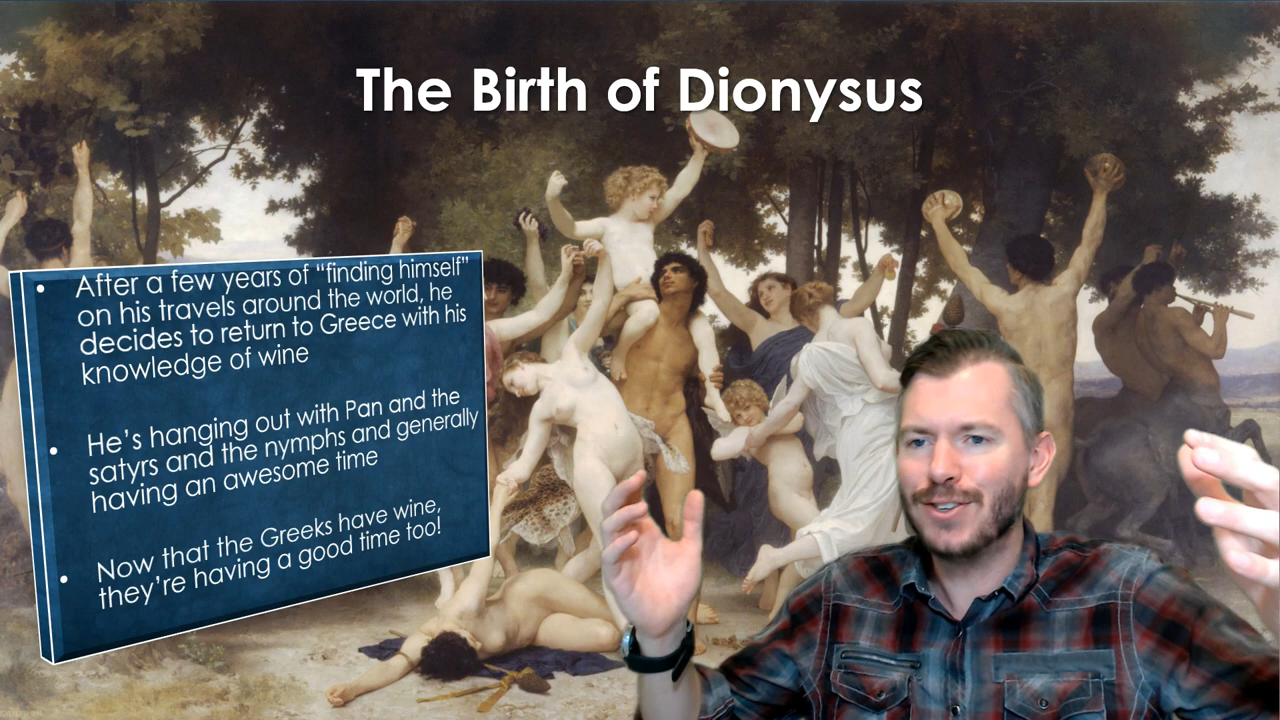 The Birth of Dionysus
• After a few years of “finding himself”
on his travels around the world, he
decides to return to Greece with his
knowledge of wine
• He’s hanging out with Pan and the
satyrs and the nymphs and generally
having an awesome time
• Now that the Greeks have wine,
they’re having a good time too!